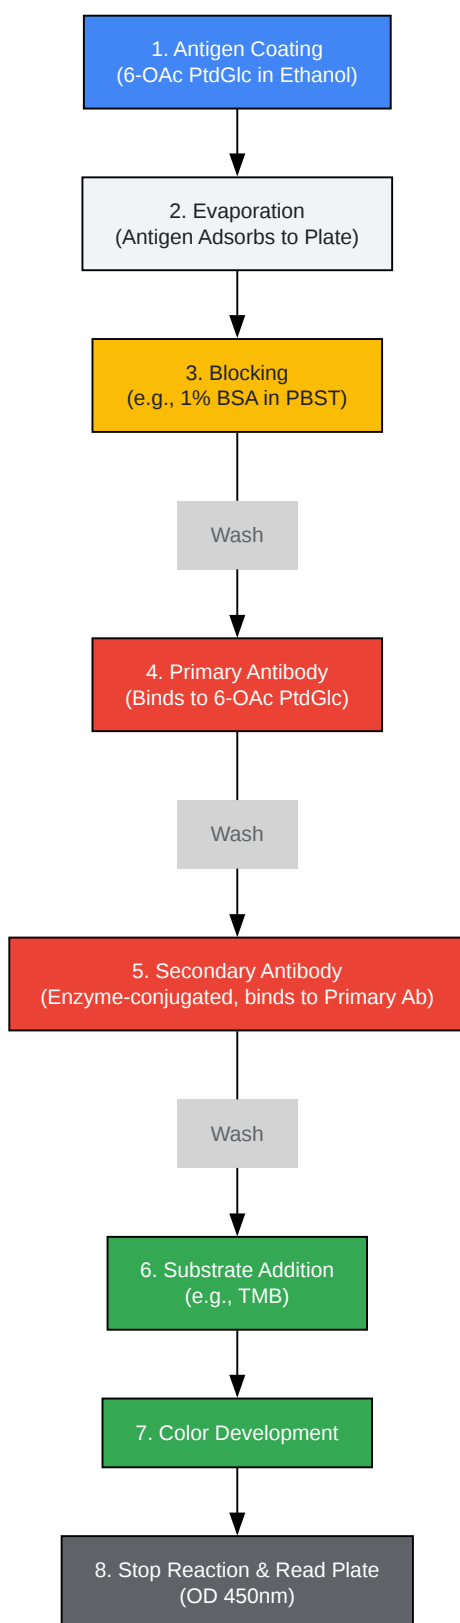 1. Antigen Coating
(6-OAc PtdGlc in Ethanol)
2. Evaporation
(Antigen Adsorbs to Plate)
3. Blocking
(e.g., 1% BSA in PBST)
Wash
4. Primary Antibody
(Binds to 6-OAc PtdGlc)
Wash
5. Secondary Antibody
(Enzyme-conjugated, binds to Primary Ab)
Wash
6. Substrate Addition
(e.g., TMB)
7. Color Development
8. Stop Reaction & Read Plate
(OD 450nm)